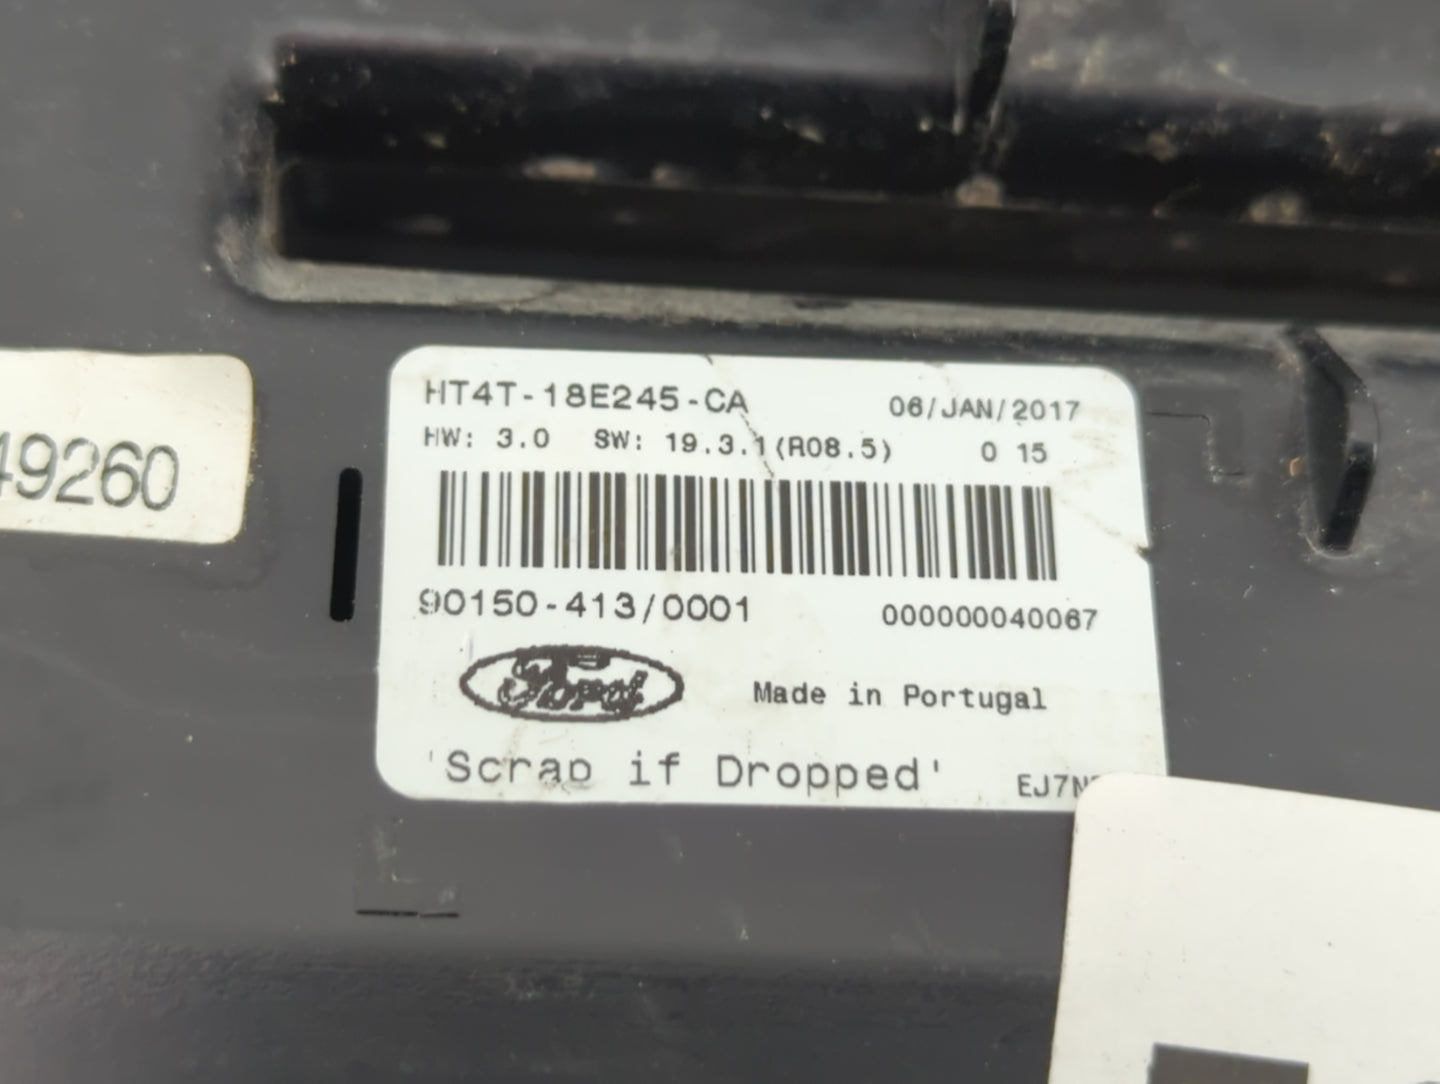 HT4T-18E245-CA 06/JAN/2017
HW: 3.0 SW: 19.3.1(R08.5) 0 15
49260
90150-413/0001 000000040067
Ford
Made in Portugal
'Scrap if Dropped'